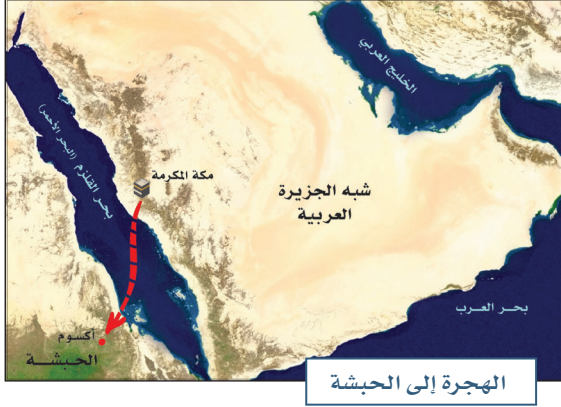 الخليج العربي
مكة المكرمة
بحر القلزم (البحر الأحمر)
شبه الجزيرة
العربية
بحر العرب
أكسوم
الحبشة
الهجرة إلى الحبشة